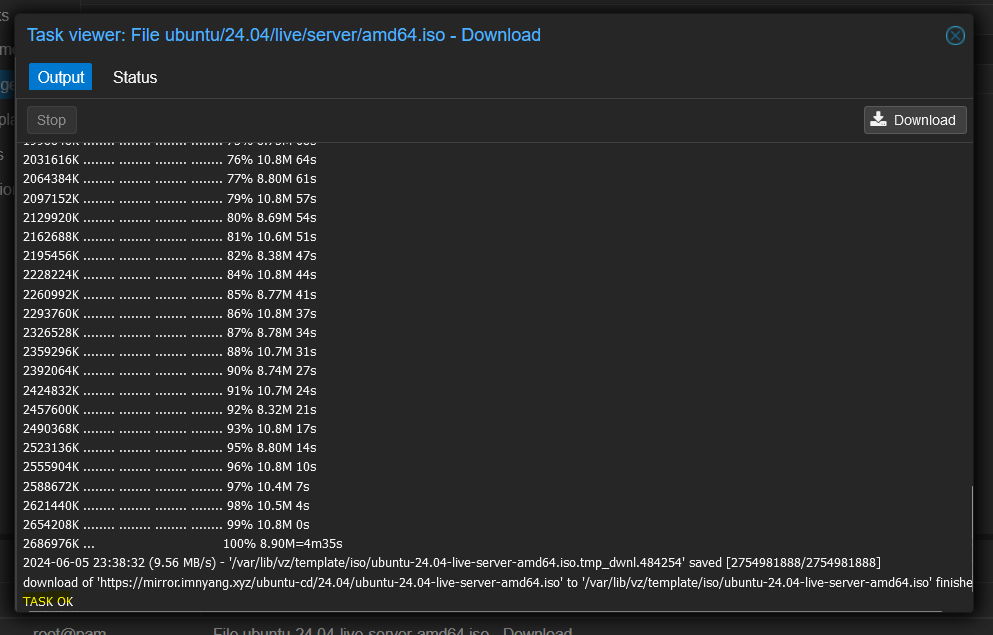 Task viewer: File ubuntu/24.04/live/server/amd64.iso - Download
Output Status
Stop Download
2031616K ........ ........ ........ ........ 76% 10.8M 64s
2064384K ........ ........ ........ ........ 77% 8.80M 61s
2097152K ........ ........ ........ ........ 79% 10.8M 57s
2129920K ........ ........ ........ ........ 80% 8.69M 54s
2162688K ........ ........ ........ ........ 81% 10.6M 51s
2195456K ........ ........ ........ ........ 82% 8.38M 47s
2228224K ........ ........ ........ ........ 84% 10.8M 44s
2260992K ........ ........ ........ ........ 85% 8.77M 41s
2293760K ........ ........ ........ ........ 86% 10.8M 37s
2326528K ........ ........ ........ ........ 87% 8.78M 34s
2359296K ........ ........ ........ ........ 88% 10.7M 31s
2392064K ........ ........ ........ ........ 90% 8.74M 27s
2424832K ........ ........ ........ ........ 91% 10.7M 24s
2457600K ........ ........ ........ ........ 92% 8.32M 21s
2490368K ........ ........ ........ ........ 93% 10.8M 17s
2523136K ........ ........ ........ ........ 95% 8.80M 14s
2555904K ........ ........ ........ ........ 96% 10.8M 10s
2588672K ........ ........ ........ ........ 97% 10.4M 7s
2621440K ........ ........ ........ ........ 98% 10.5M 4s
2654208K ........ ........ ........ ........ 99% 10.8M 0s
2686976K ... 100% 8.90M=4m35s
2024-06-05 23:38:32 (9.56 MB/s) - '/var/lib/vz/template/iso/ubuntu-24.04-live-server-amd64.iso.tmp_dwnl.484254' saved [2754981888/2754981888]
download of 'https://mirror.imnyang.xyz/ubuntu-cd/24.04/ubuntu-24.04-live-server-amd64.iso' to '/var/lib/vz/template/iso/ubuntu-24.04-live-server-amd64.iso' finishe
TASK OK
root@pam File ubuntu-24.04-live-server-amd64.iso - Download